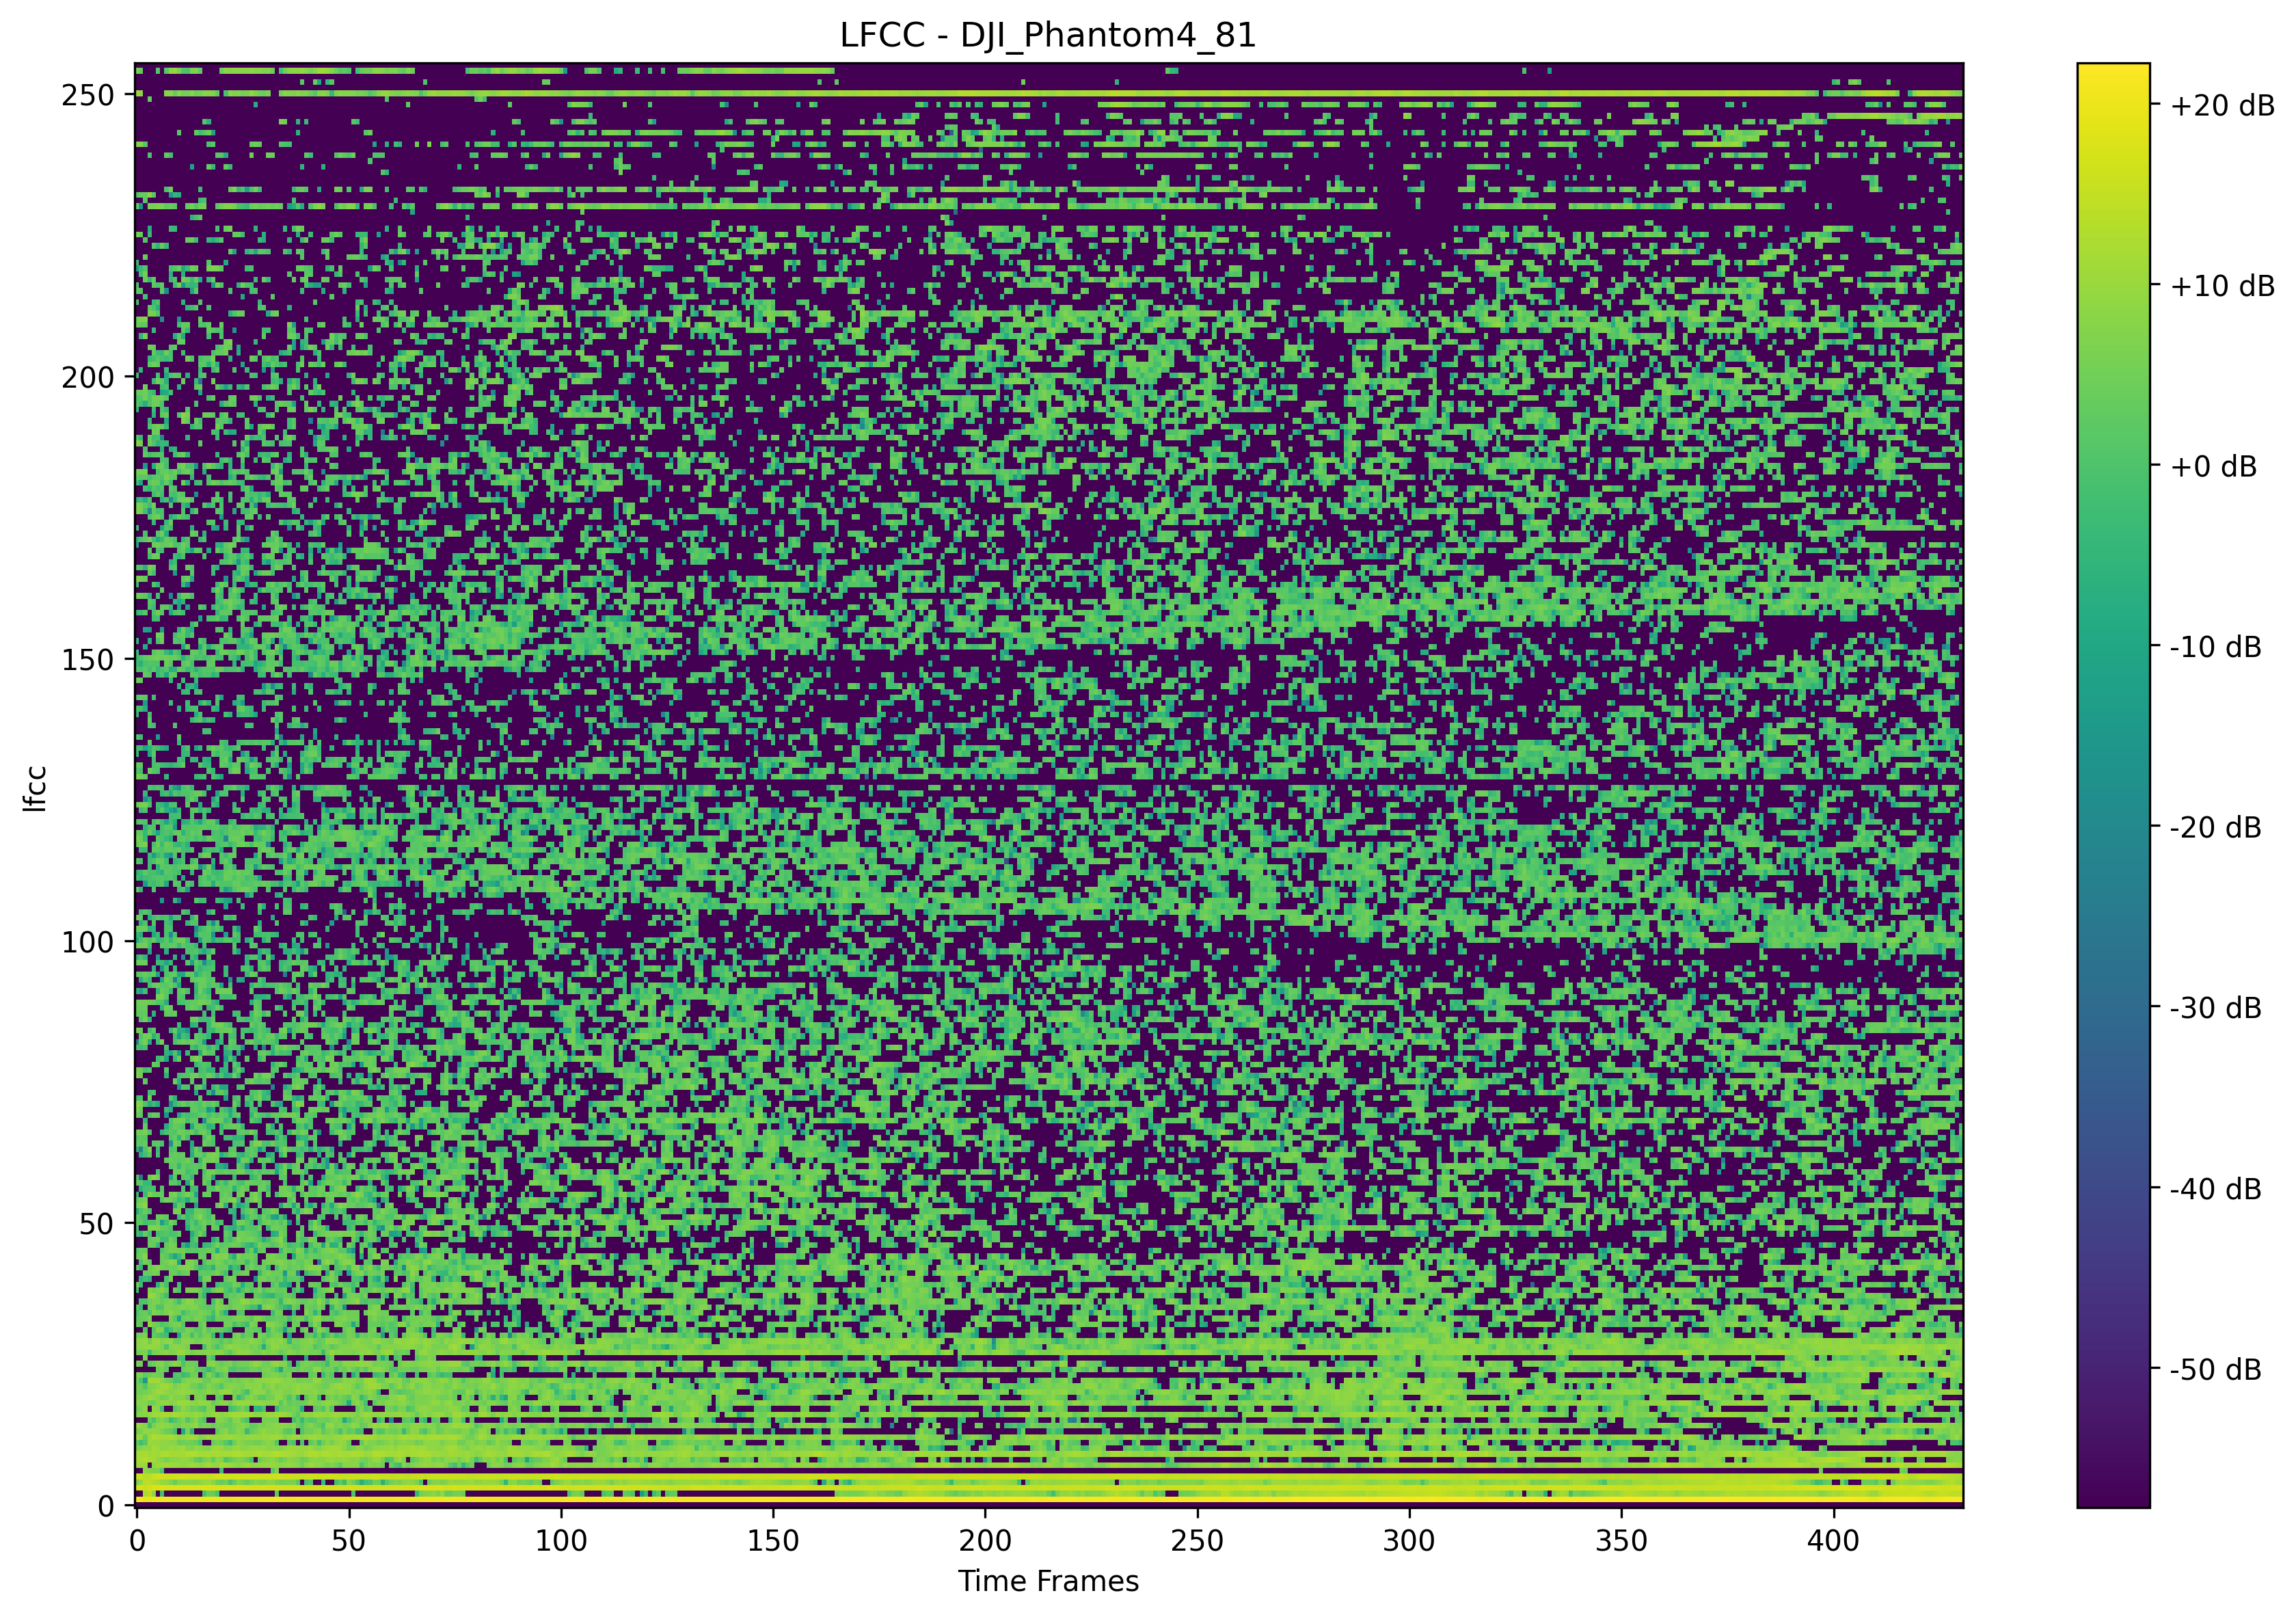 LFCC - DJI_Phantom4_81
250
200
150
100
50
0
lfcc
0 50 100 150 200 250 300 350 400
Time Frames
+20 dB
+10 dB
+0 dB
-10 dB
-20 dB
-30 dB
-40 dB
-50 dB